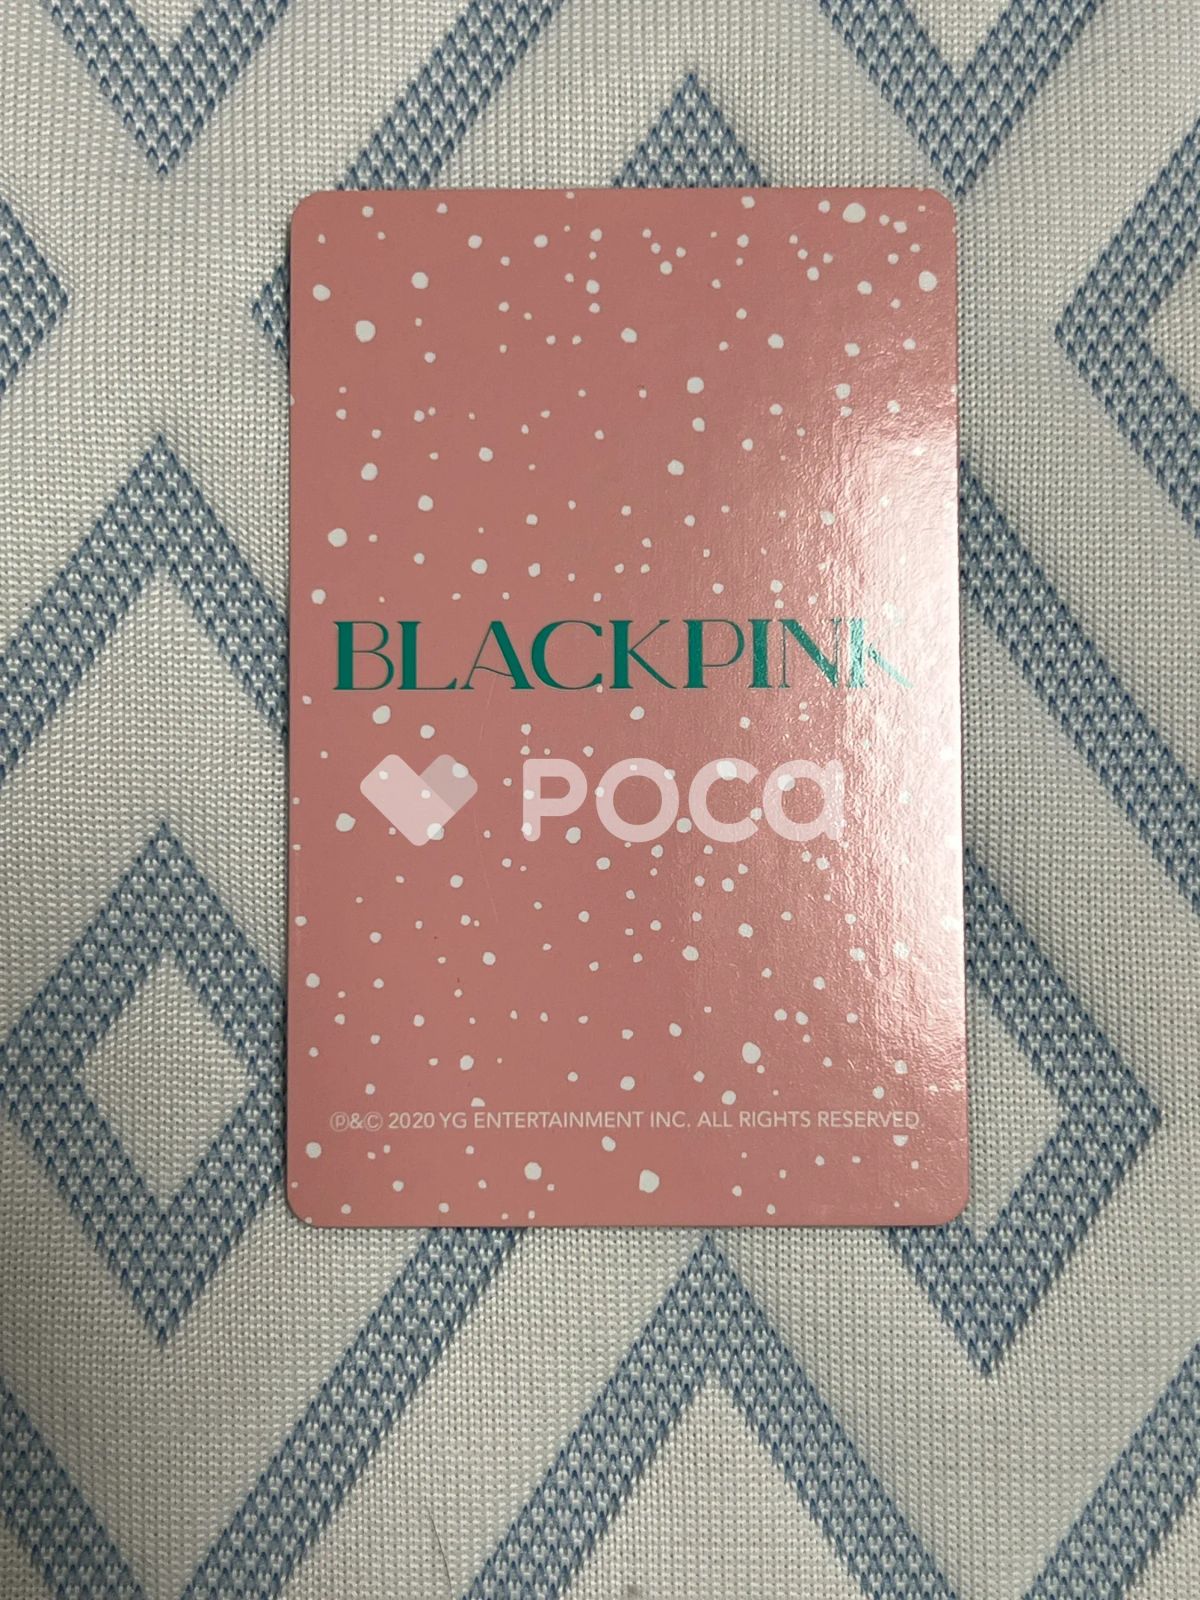 BLACKPINK
POCA
Ⓟ&Ⓒ 2020 YG ENTERTAINMENT INC. ALL RIGHTS RESERVED.